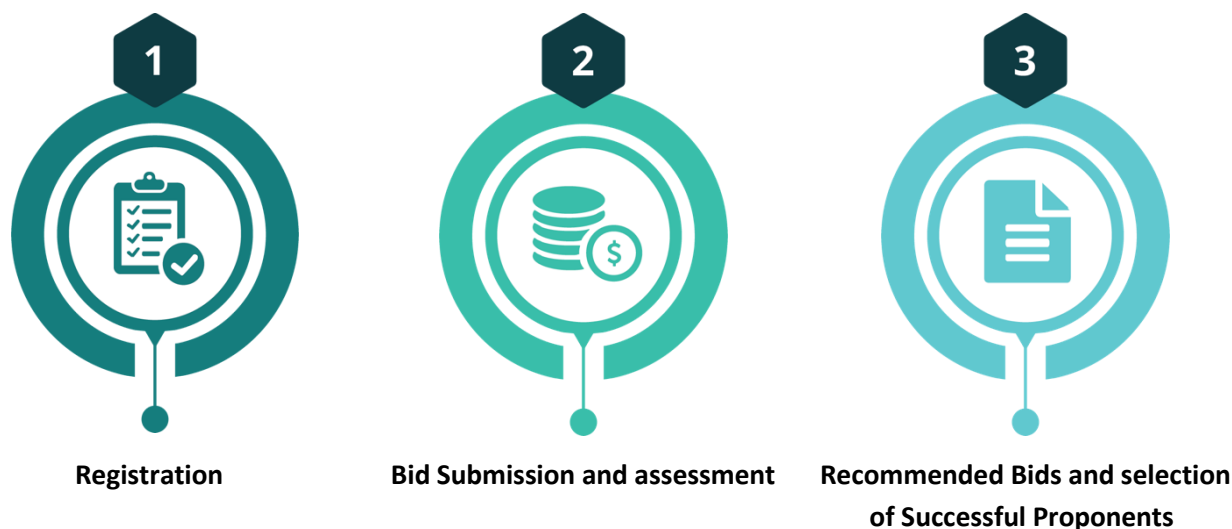 1
2
3
$
Registration
Bid Submission and assessment
Recommended Bids and selection
of Successful Proponents